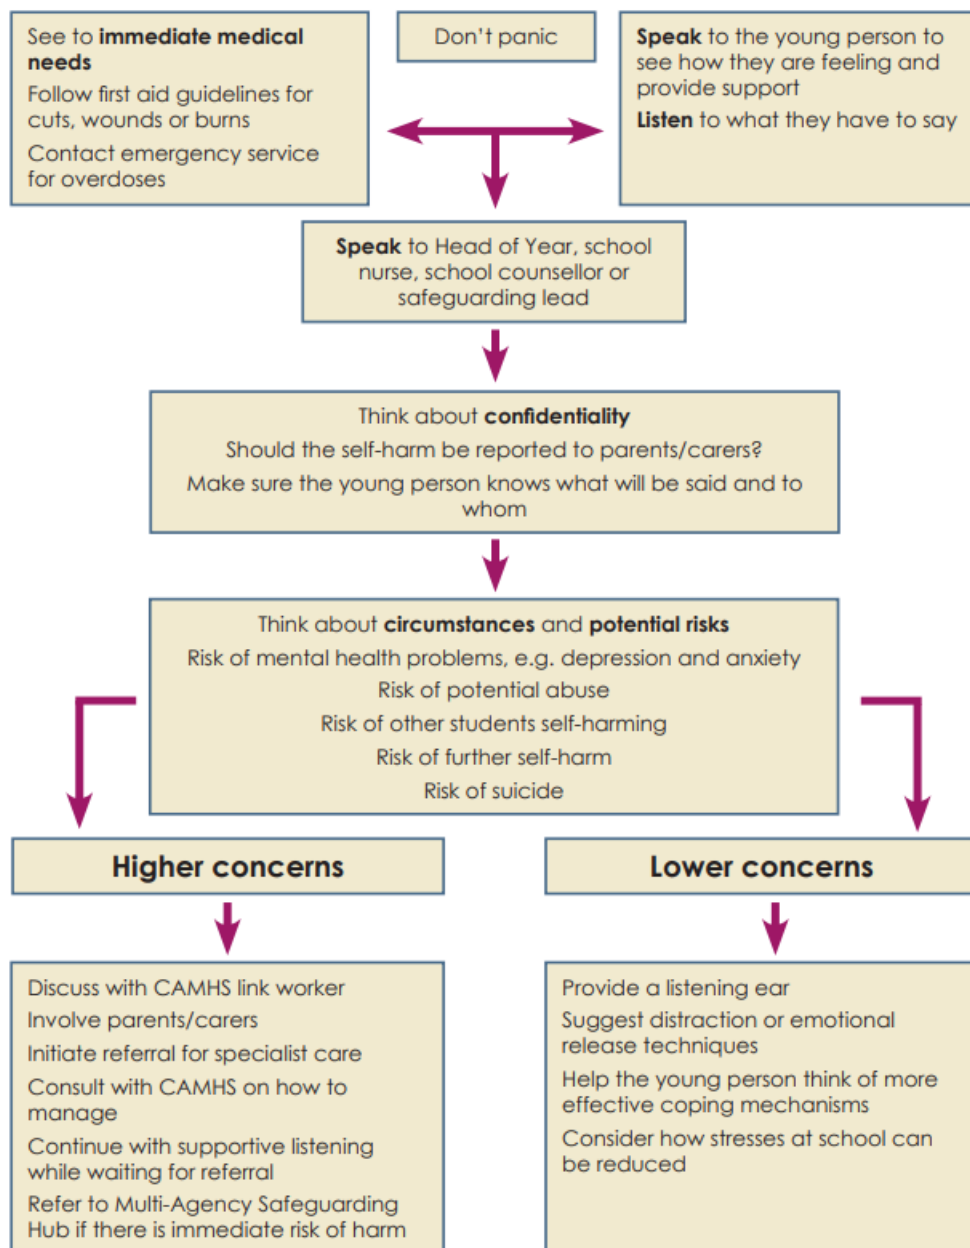 See to immediate medical
needs
Follow first aid guidelines for
cuts, wounds or burns
Contact emergency service
for overdoses
Don't panic
Speak to the young person to
see how they are feeling and
provide support
Listen to what they have to say
Speak to Head of Year, school
nurse, school counsellor or
safeguarding lead
Think about confidentiality
Should the self-harm be reported to parents/carers?
Make sure the young person knows what will be said and to
whom
Think about circumstances and potential risks
Risk of mental health problems, e.g. depression and anxiety
Risk of potential abuse
Risk of other students self-harming
Risk of further self-harm
Risk of suicide
Higher concerns
Discuss with CAMHS link worker
Involve parents/carers
Initiate referral for specialist care
Consult with CAMHS on how to
manage
Continue with supportive listening
while waiting for referral
Refer to Multi-Agency Safeguarding
Hub if there is immediate risk of harm
Lower concerns
Provide a listening ear
Suggest distraction or emotional
release techniques
Help the young person think of more
effective coping mechanisms
Consider how stresses at school can
be reduced